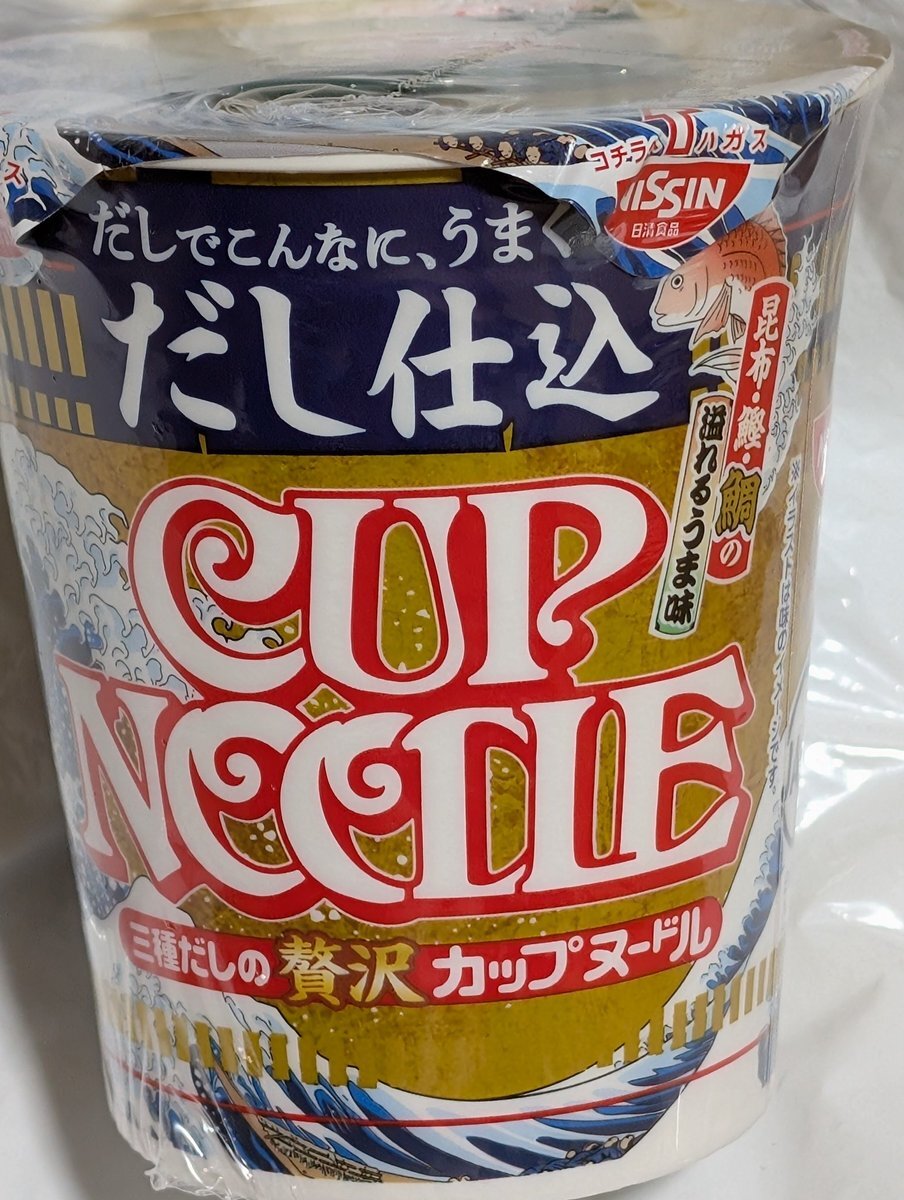 コチラ
ハガス
NISSIN
日清食品
ス
だしでこんなに、うまく
だし仕込
昆布・鰹・鯛の
溢れるうま味
CUP
NOODLE
三種だしの贅沢カップヌードル